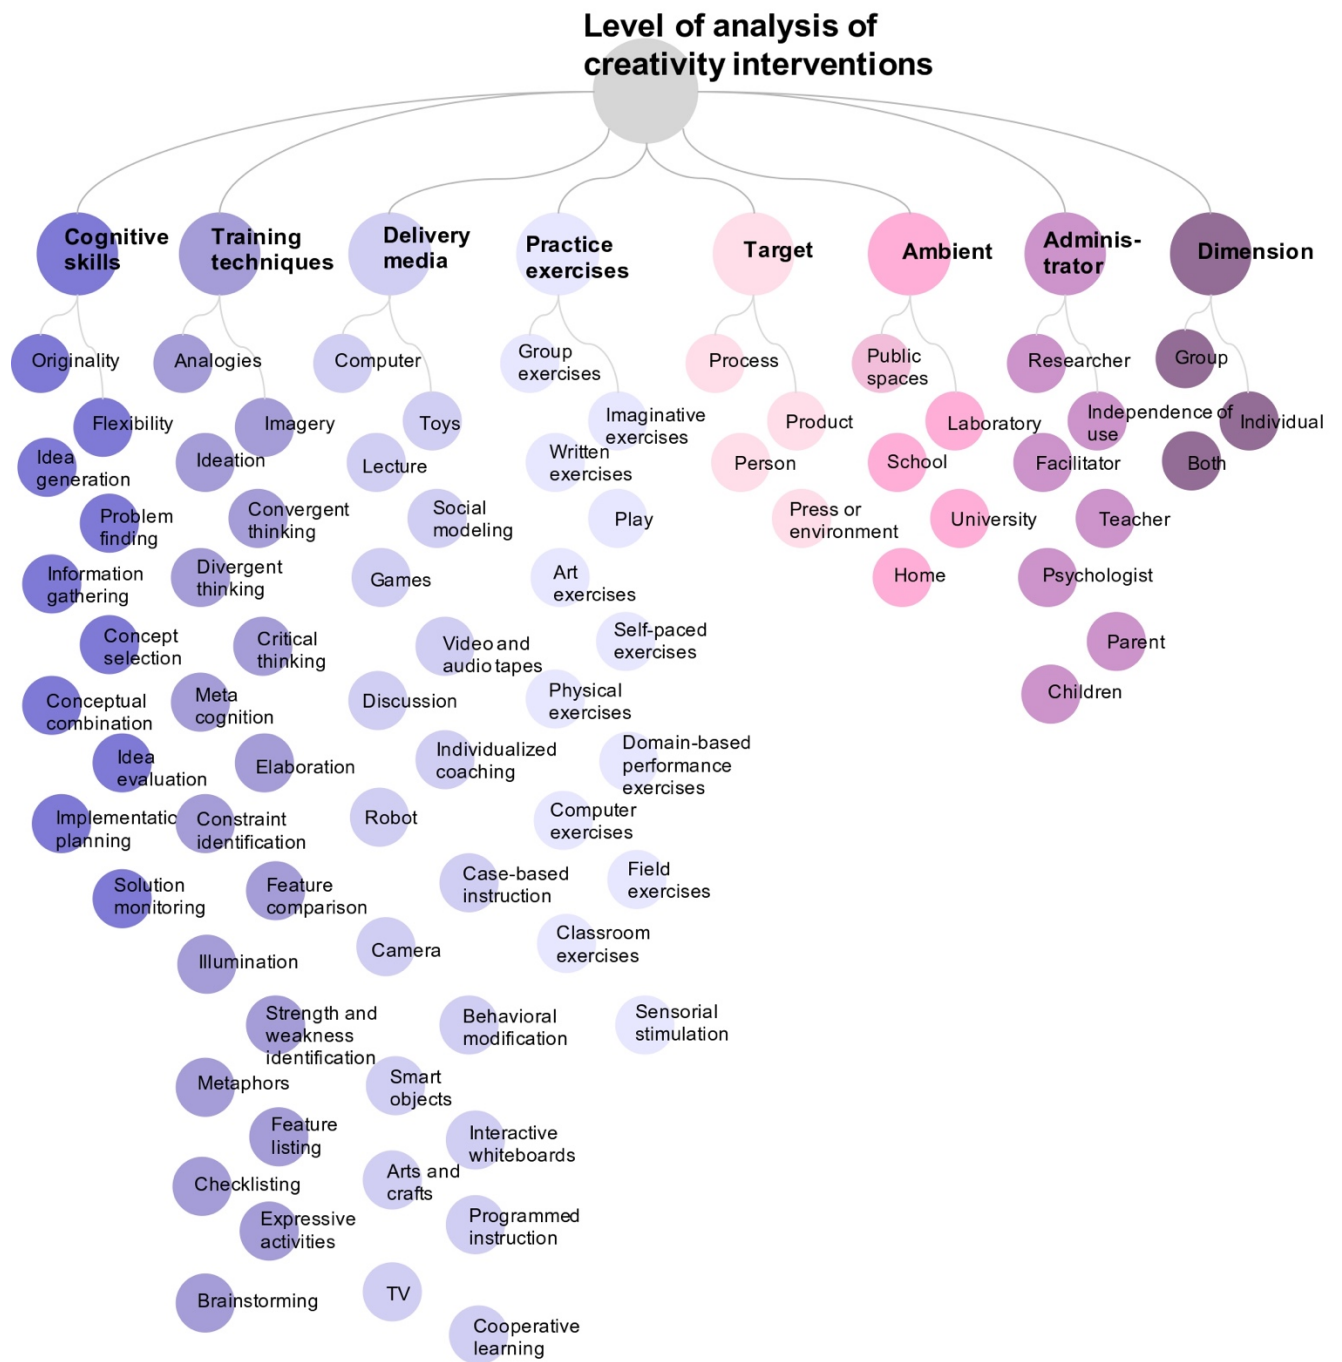 Level of analysis of
creativity interventions
Cognitive
skills
Training
techniques
Delivery
media
Practice
exercises
Target
Ambient
Adminis-
trator
Dimension
Originality
Flexibility
Idea
generation
Problem
finding
Information
gathering
Concept
selection
Conceptual
combination
Idea
evaluation
Implementatic
planning
Solution
monitoring
Analogies
Imagery
Ideation
Convergent
thinking
Divergent
thinking
Critical
thinking
Meta
cognition
Elaboration
Constraint
identification
Feature
comparison
Illumination
Strength and
weakness
identification
Metaphors
Feature
listing
Checklisting
Expressive
activities
Brainstorming
Computer
Toys
Lecture
Social
modeling
Games
Video and
audio tapes
Discussion
Individualized
coaching
Robot
Case-based
instruction
Camera
Behavioral
modification
Smart
objects
Interactive
whiteboards
Arts and
crafts
Programmed
instruction
TV
Cooperative
learning
Group
exercises
Imaginative
exercises
Written
exercises
Play
Art
exercises
Self-paced
exercises
Physical
exercises
Domain-based
performance
exercises
Computer
exercises
Field
exercises
Classroom
exercises
Sensorial
stimulation
Process
Product
Person
Press or
environment
Public
spaces
Laboratory
School
University
Home
Researcher
Independence of
use
Facilitator
Teacher
Psychologist
Parent
Children
Group
Individual
Both